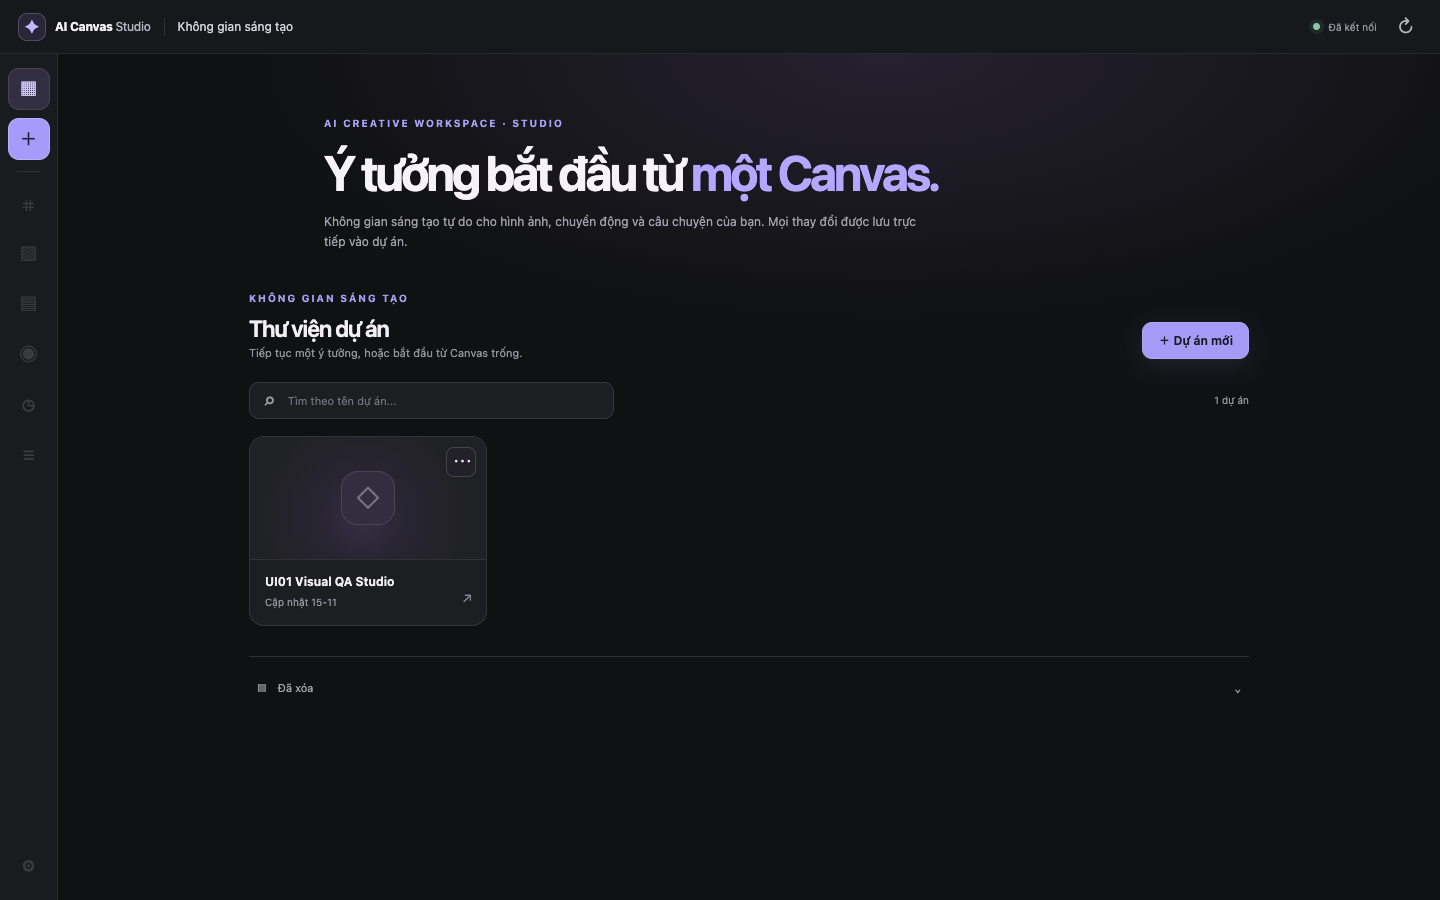 AI Canvas Studio
Không gian sáng tạo
Đã kết nối
AI CREATIVE WORKSPACE · STUDIO
Ý tưởng bắt đầu từ một Canvas.
Không gian sáng tạo tự do cho hình ảnh, chuyển động và câu chuyện của bạn. Mọi thay đổi được lưu trực
tiếp vào dự án.
KHÔNG GIAN SÁNG TẠO
Thư viện dự án
Tiếp tục một ý tưởng, hoặc bắt đầu từ Canvas trống.
+ Dự án mới
Tìm theo tên dự án...
1 dự án
UI01 Visual QA Studio
Cập nhật 15-11
Đã xóa